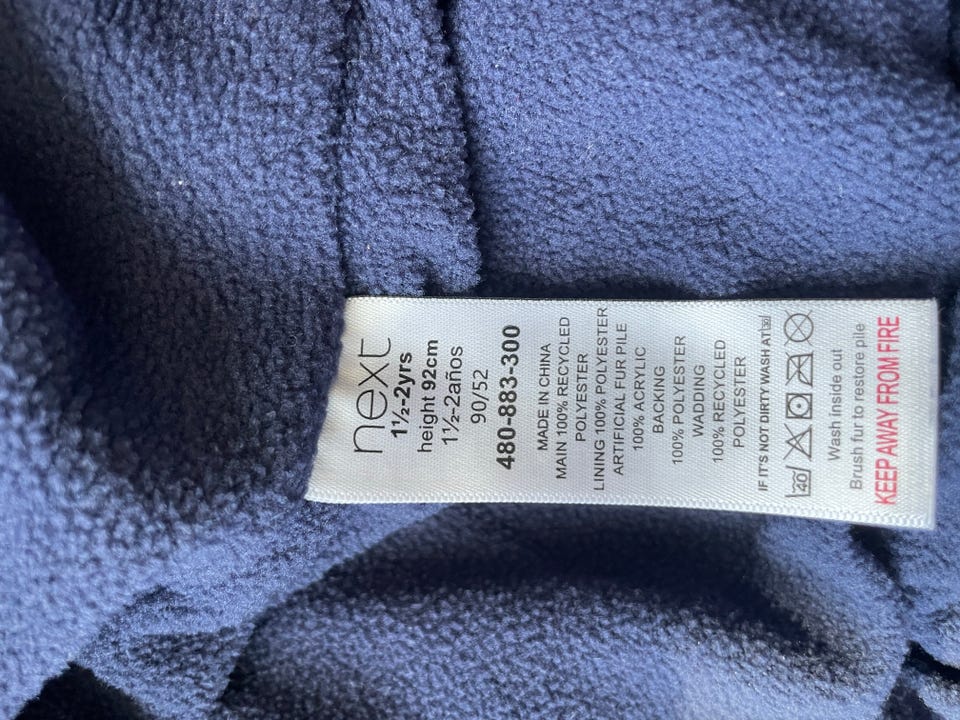 next
1½-2yrs
height 92cm
1½-2años
90/52
480-883-300
MADE IN CHINA
MAIN 100% RECYCLED
POLYESTER
LINING 100% POLYESTER
ARTIFICIAL FUR PILE
100% ACRYLIC
BACKING
100% POLYESTER
WADDING
100% RECYCLED
POLYESTER
IF IT'S NOT DIRTY WASH AT 30
40
Wash Inside out
Brush fur to restore pile
KEEP AWAY FROM FIRE